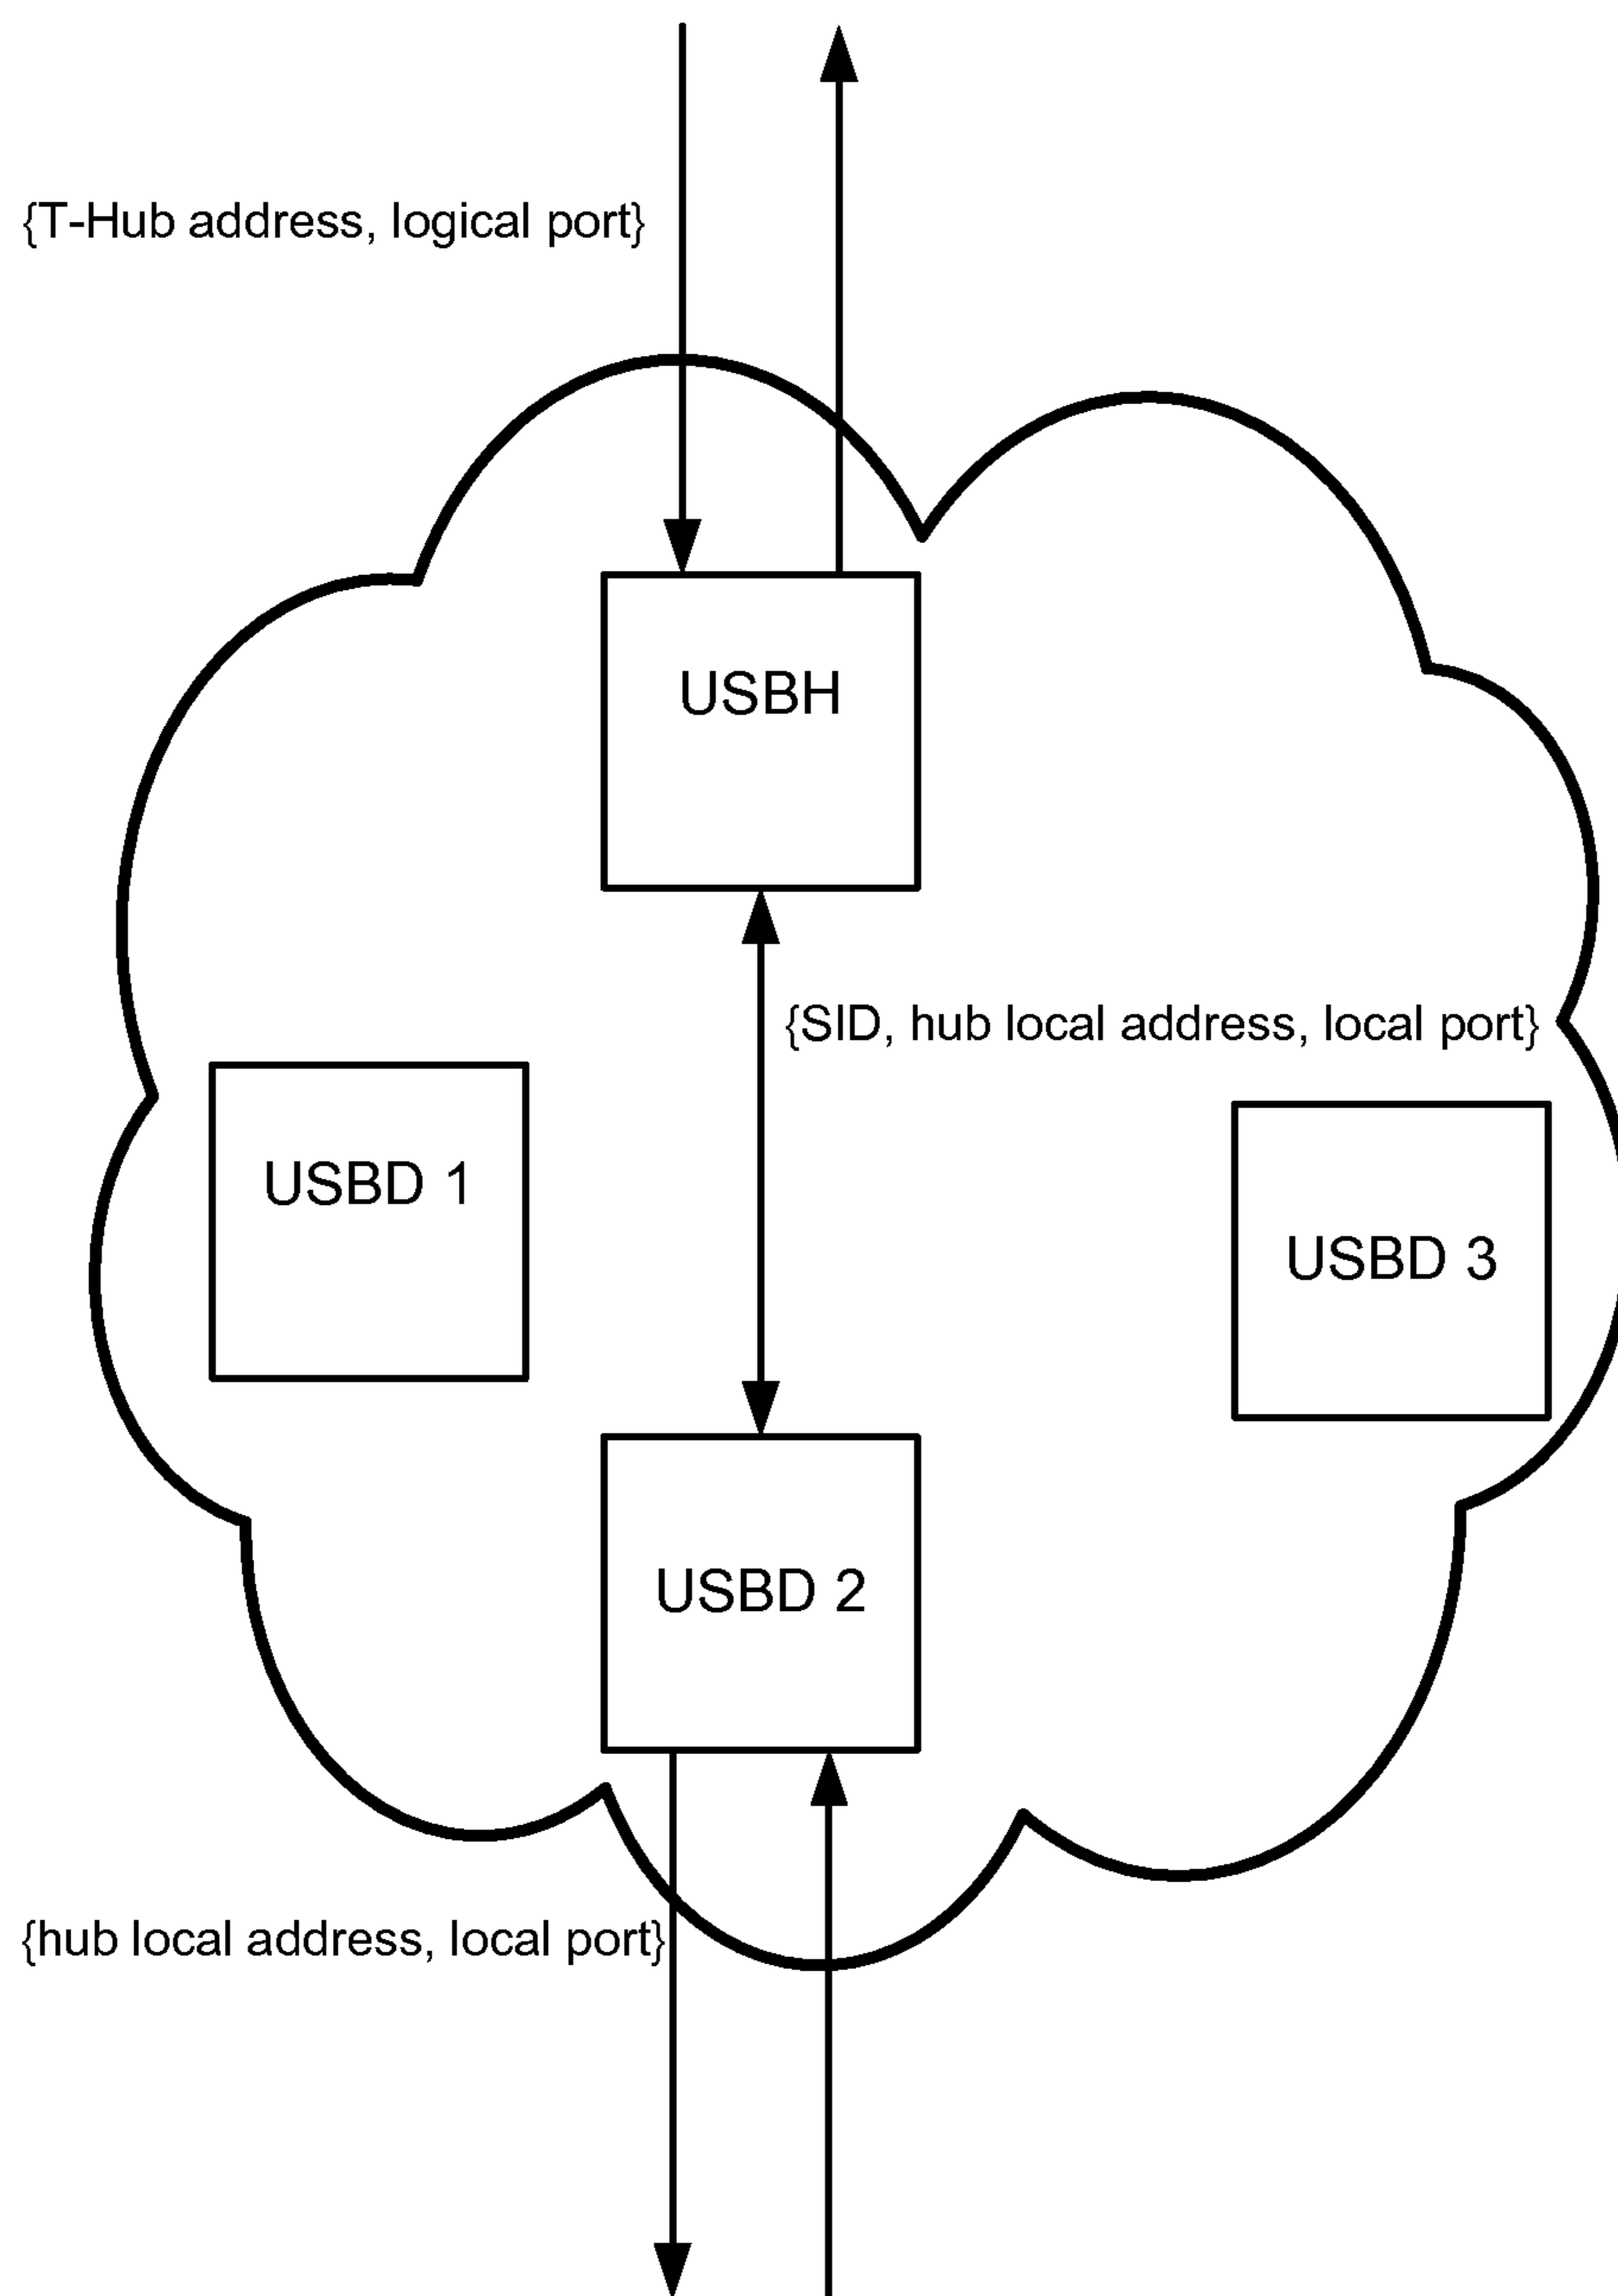 {T-Hub address, logical port}
USBH
{SID, hub local address, local port}
USBD 1
USBD 3
USBD 2
{hub local address, local port}